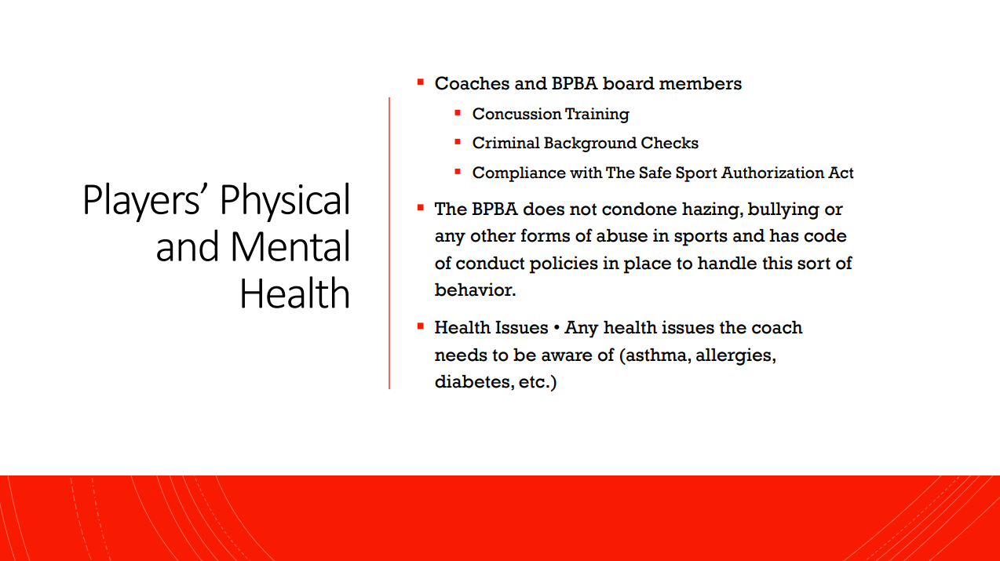 Players’ Physical
and Mental
Health
Coaches and BPBA board members
Concussion Training
Criminal Background Checks
Compliance with The Safe Sport Authorization Act
The BPBA does not condone hazing, bullying or
any other forms of abuse in sports and has code
of conduct policies in place to handle this sort of
behavior.
Health Issues • Any health issues the coach
needs to be aware of (asthma, allergies,
diabetes, etc.)